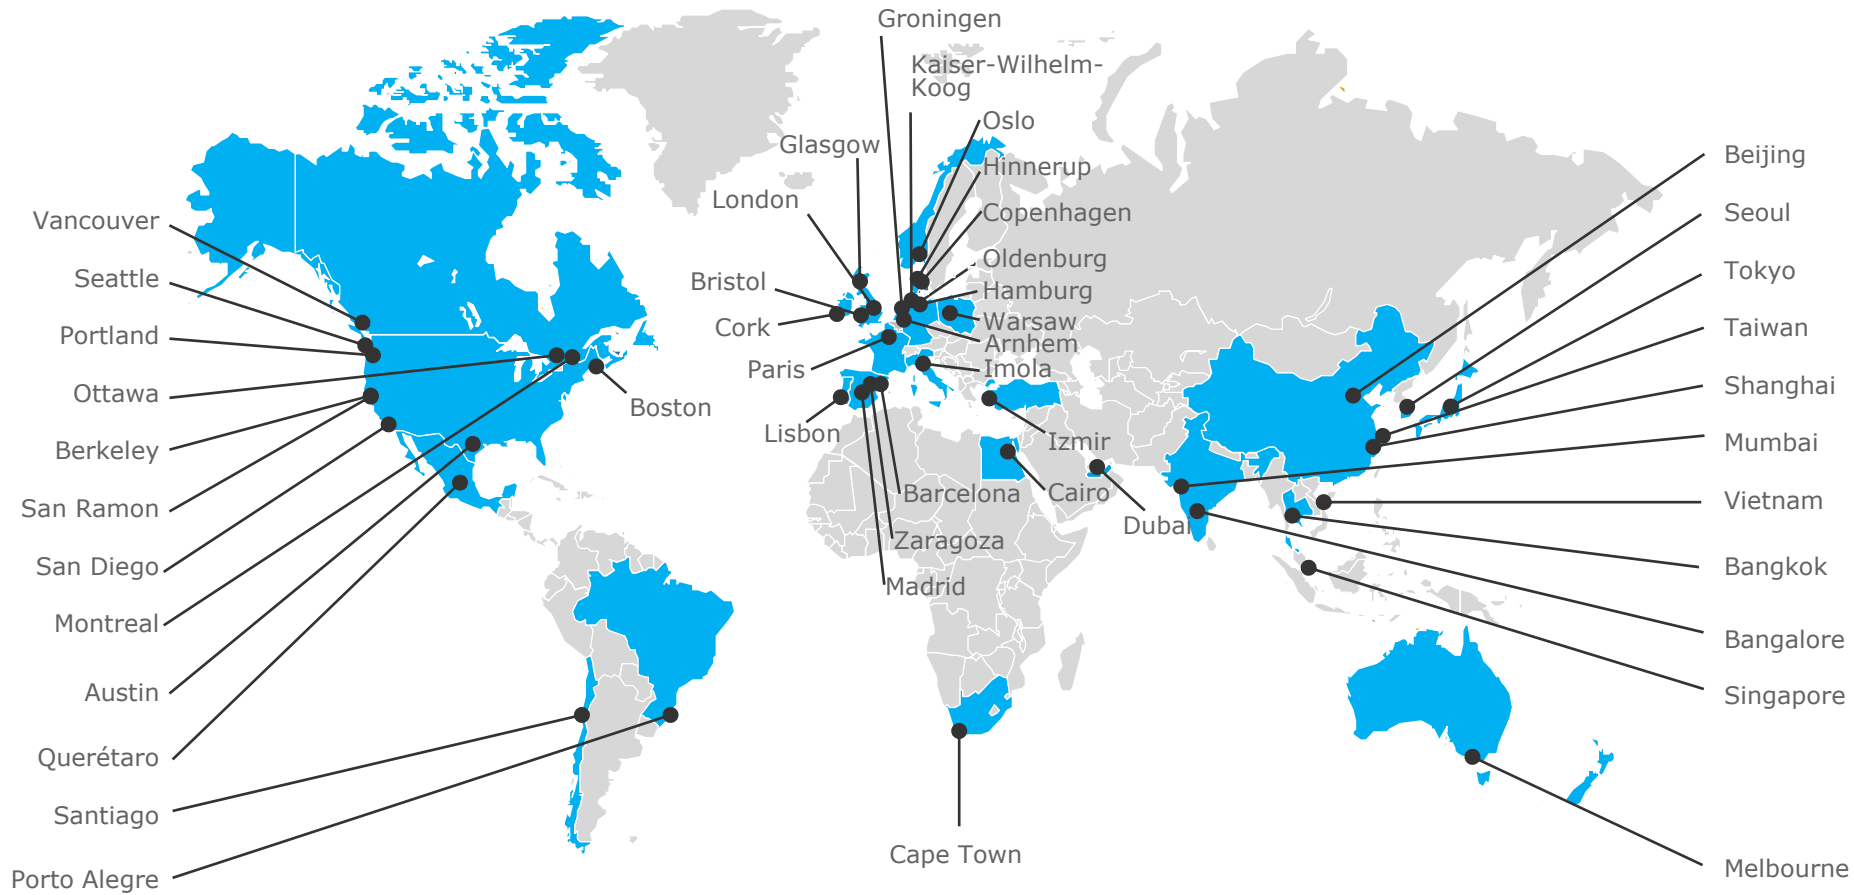 Groningen
Kaiser-Wilhelm-
Koog
Oslo
Glasgow
Hinnerup
London
Copenhagen
Oldenburg
Bristol
Hamburg
Cork
Warsaw
Arnhem
Paris
Imola
Lisbon
Izmir
Barcelona
Cairo
Zaragoza
Dubai
Madrid
Cape Town
Vancouver
Seattle
Portland
Ottawa
Boston
Berkeley
San Ramon
San Diego
Montreal
Austin
Querétaro
Santiago
Porto Alegre
Beijing
Seoul
Tokyo
Taiwan
Shanghai
Mumbai
Vietnam
Bangkok
Bangalore
Singapore
Melbourne